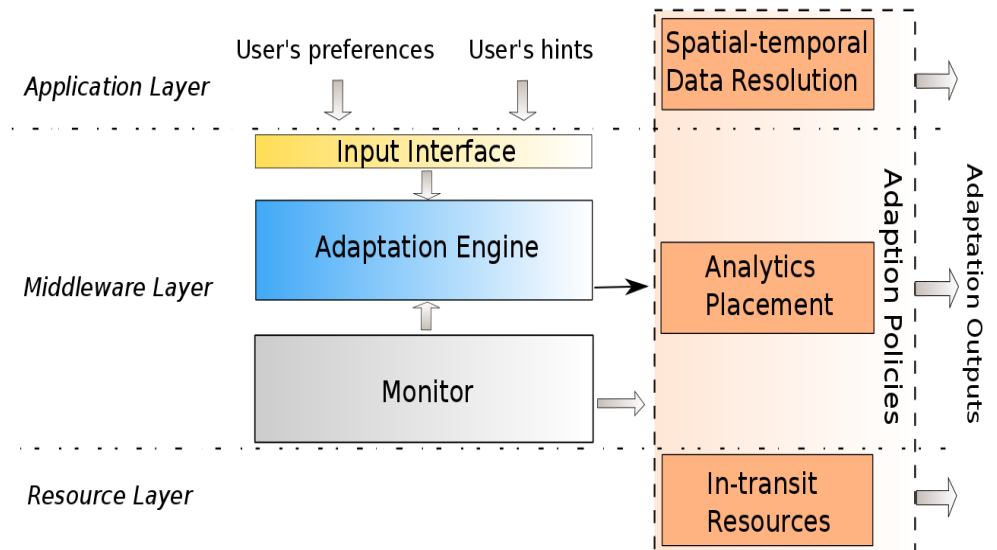 User's preferences
User's hints
Spatial-temporal
Data Resolution
Application Layer
Input Interface
Adaptation Engine
Middleware Layer
Analytics
Placement
Adaption Policies
Adaptation Outputs
Monitor
Resource Layer
In-transit
Resources